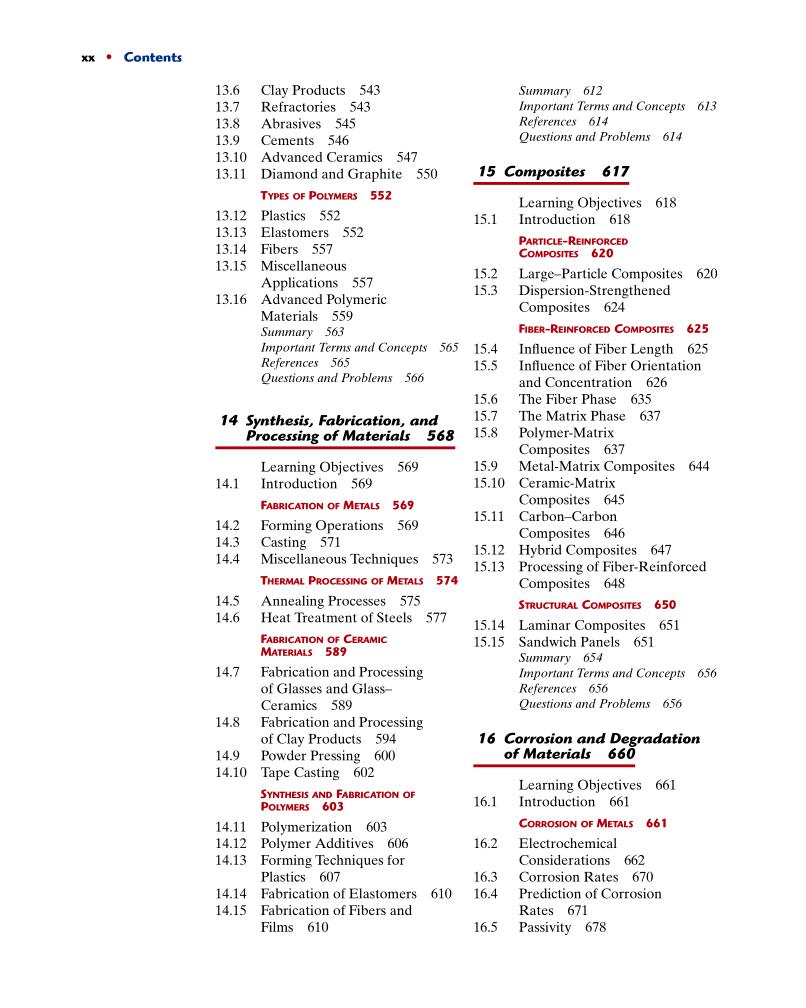 xx • Contents
13.6 Clay Products 543
13.7 Refractories 543
13.8 Abrasives 545
13.9 Cements 546
13.10 Advanced Ceramics 547
13.11 Diamond and Graphite 550
TYPES OF POLYMERS 552
13.12 Plastics 552
13.13 Elastomers 552
13.14 Fibers 557
13.15 Miscellaneous
Applications 557
13.16 Advanced Polymeric
Materials 559
Summary 563
Important Terms and Concepts 565
References 565
Questions and Problems 566
14 Synthesis, Fabrication, and
Processing of Materials 568
Learning Objectives 569
14.1 Introduction 569
FABRICATION OF METALS 569
14.2 Forming Operations 569
14.3 Casting 571
14.4 Miscellaneous Techniques 573
THERMAL PROCESSING OF METALS 574
14.5 Annealing Processes 575
14.6 Heat Treatment of Steels 577
FABRICATION OF CERAMIC
MATERIALS 589
14.7 Fabrication and Processing
of Glasses and Glass–
Ceramics 589
14.8 Fabrication and Processing
of Clay Products 594
14.9 Powder Pressing 600
14.10 Tape Casting 602
SYNTHESIS AND FABRICATION OF
POLYMERS 603
14.11 Polymerization 603
14.12 Polymer Additives 606
14.13 Forming Techniques for
Plastics 607
14.14 Fabrication of Elastomers 610
14.15 Fabrication of Fibers and
Films 610
Summary 612
Important Terms and Concepts 613
References 614
Questions and Problems 614
15 Composites 617
Learning Objectives 618
15.1 Introduction 618
PARTICLE-REINFORCED
COMPOSITES 620
15.2 Large–Particle Composites 620
15.3 Dispersion-Strengthened
Composites 624
FIBER-REINFORCED COMPOSITES 625
15.4 Influence of Fiber Length 625
15.5 Influence of Fiber Orientation
and Concentration 626
15.6 The Fiber Phase 635
15.7 The Matrix Phase 637
15.8 Polymer-Matrix
Composites 637
15.9 Metal-Matrix Composites 644
15.10 Ceramic-Matrix
Composites 645
15.11 Carbon–Carbon
Composites 646
15.12 Hybrid Composites 647
15.13 Processing of Fiber-Reinforced
Composites 648
STRUCTURAL COMPOSITES 650
15.14 Laminar Composites 651
15.15 Sandwich Panels 651
Summary 654
Important Terms and Concepts 656
References 656
Questions and Problems 656
16 Corrosion and Degradation
of Materials 660
Learning Objectives 661
16.1 Introduction 661
CORROSION OF METALS 661
16.2 Electrochemical
Considerations 662
16.3 Corrosion Rates 670
16.4 Prediction of Corrosion
Rates 671
16.5 Passivity 678